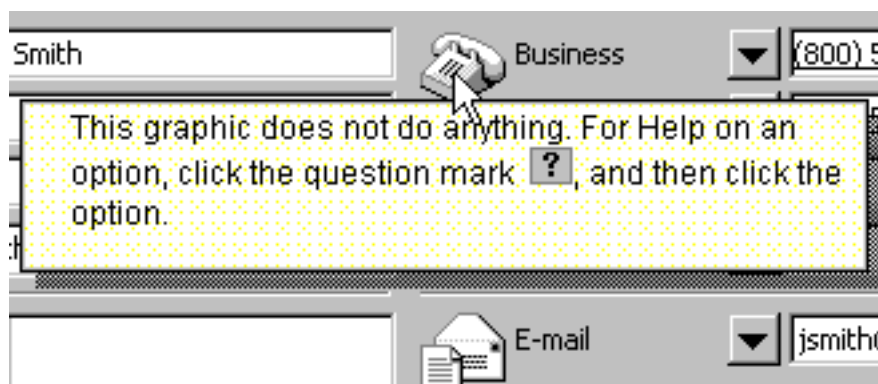 Smith Business (800) 5
This graphic does not do anything. For Help on an
option, click the question mark ?, and then click the
option.
E-mail jsmith